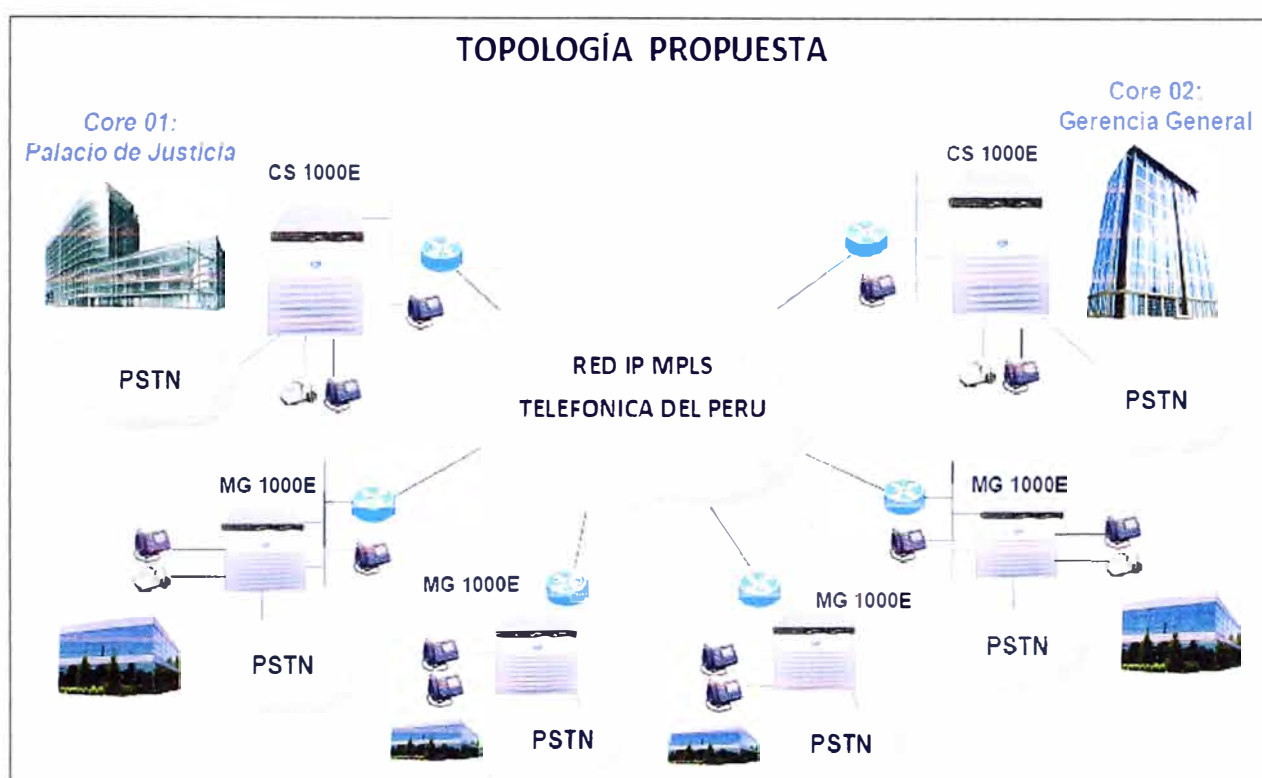 TOPOLOGÍA PROPUESTA
Core 01:
Palacio de Justicia
CS 1000E
Core 02:
Gerencia General
CS 1000E
PSTN
RED IP MPLS
TELEFONICA DEL PERU
PSTN
MG 1000E
MG 1000E
MG 1000E
MG 1000E
PSTN
PSTN
PSTN
PSTN